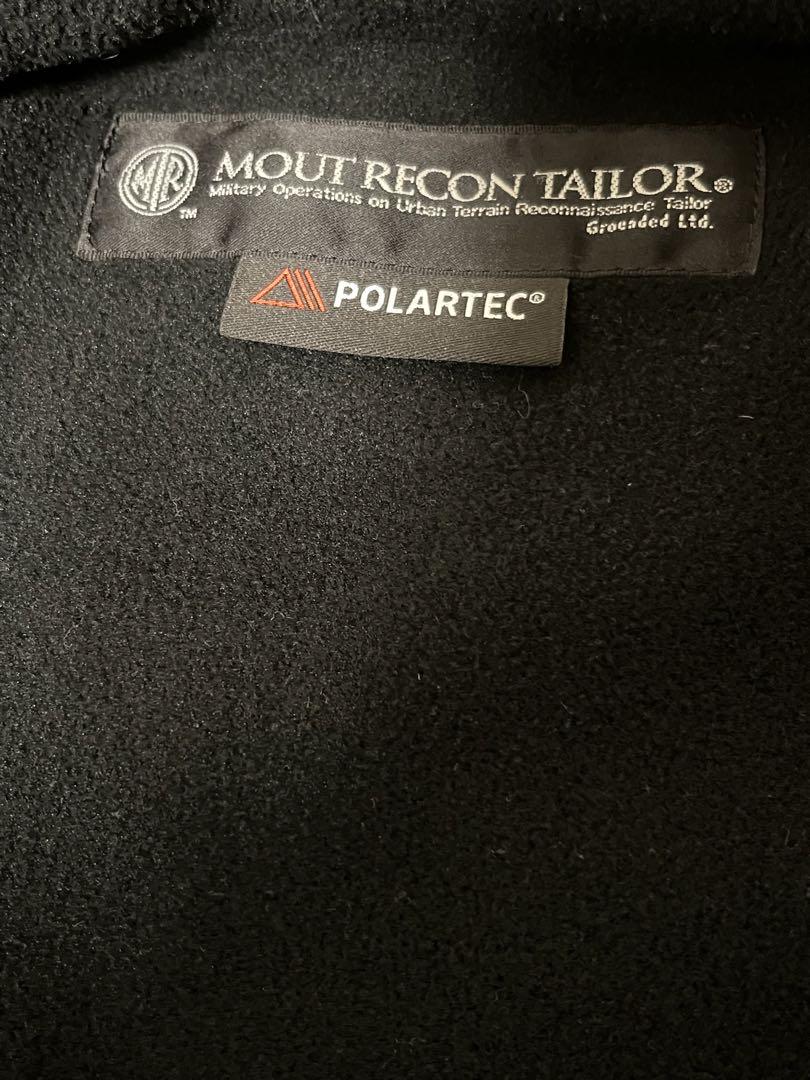 MR
TM
MOUT RECON TAILOR®
Military Operations on Urban Terrain Reconnaissance Tailor
Grounded Ltd.
POLARTEC®